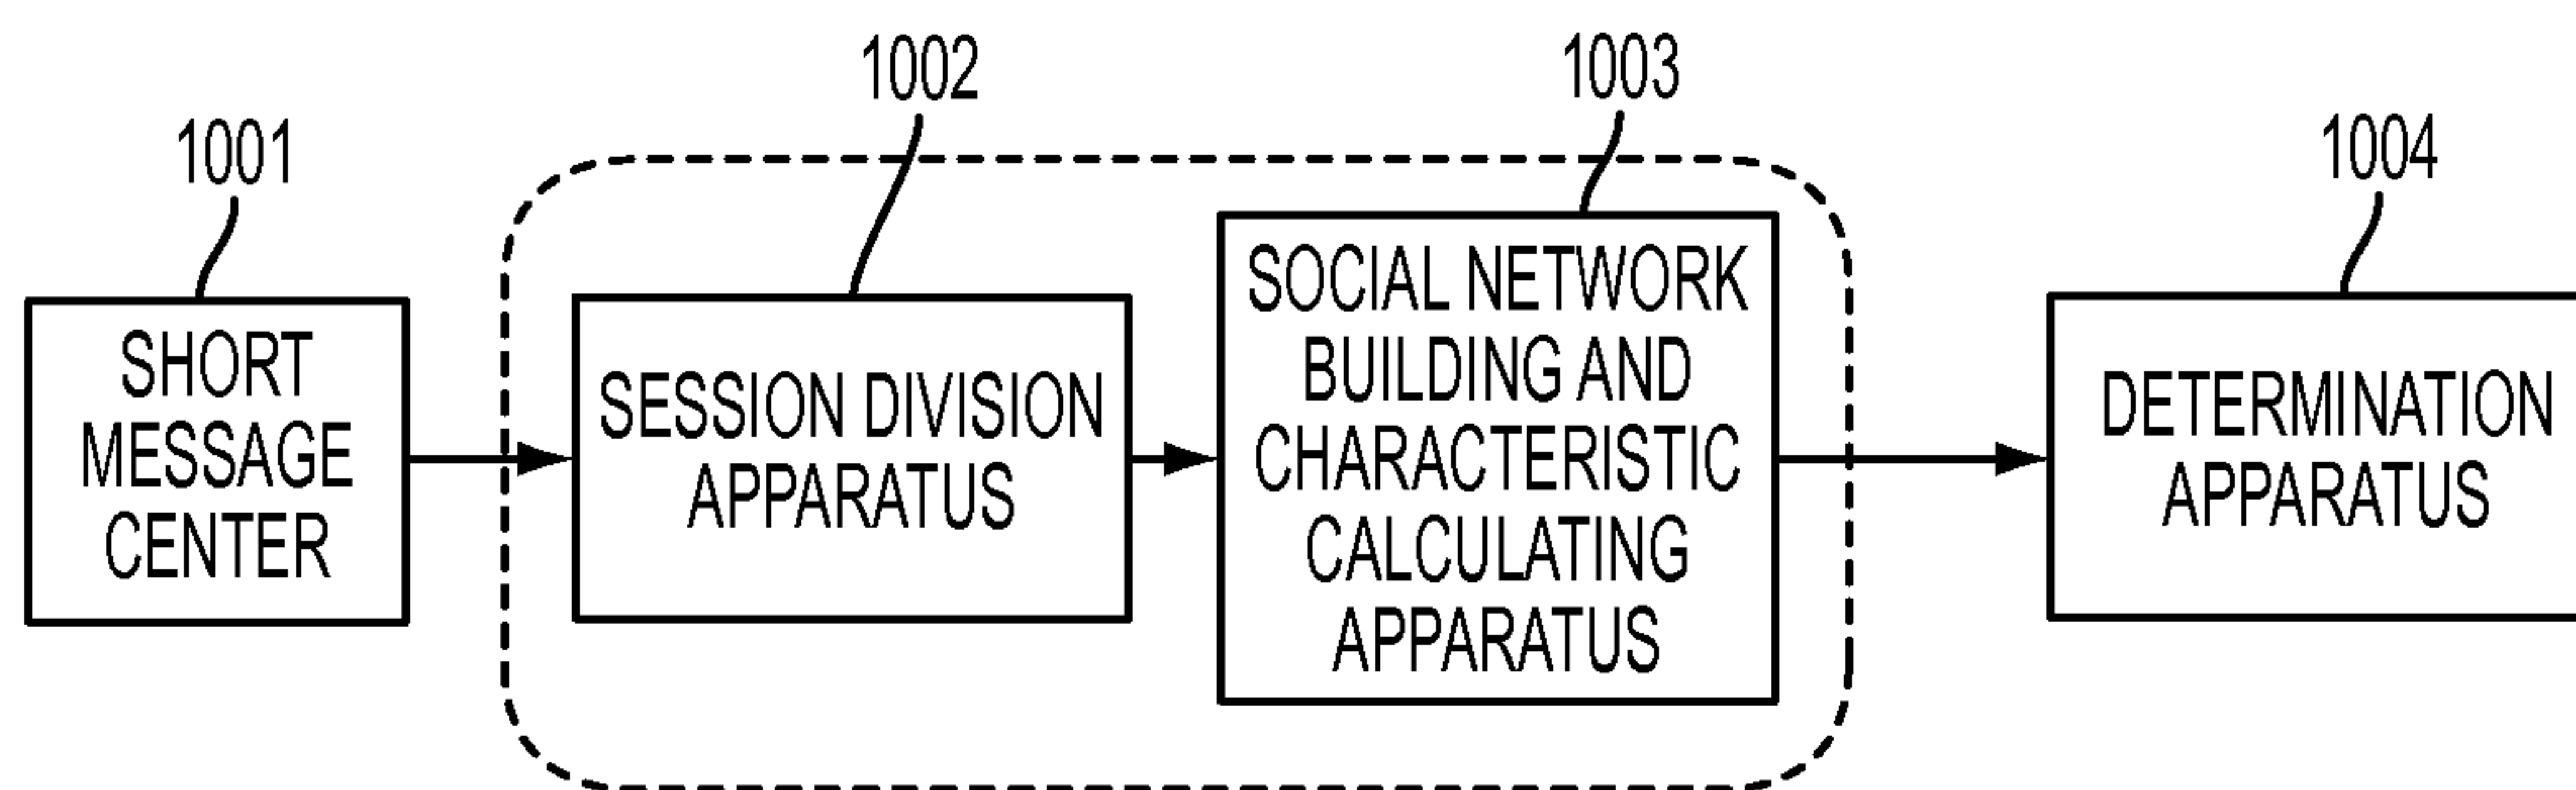 1001
1002
1003
1004
SHORT
MESSAGE
CENTER
SESSION DIVISION
APPARATUS
SOCIAL NETWORK
BUILDING AND
CHARACTERISTIC
CALCULATING
APPARATUS
DETERMINATION
APPARATUS